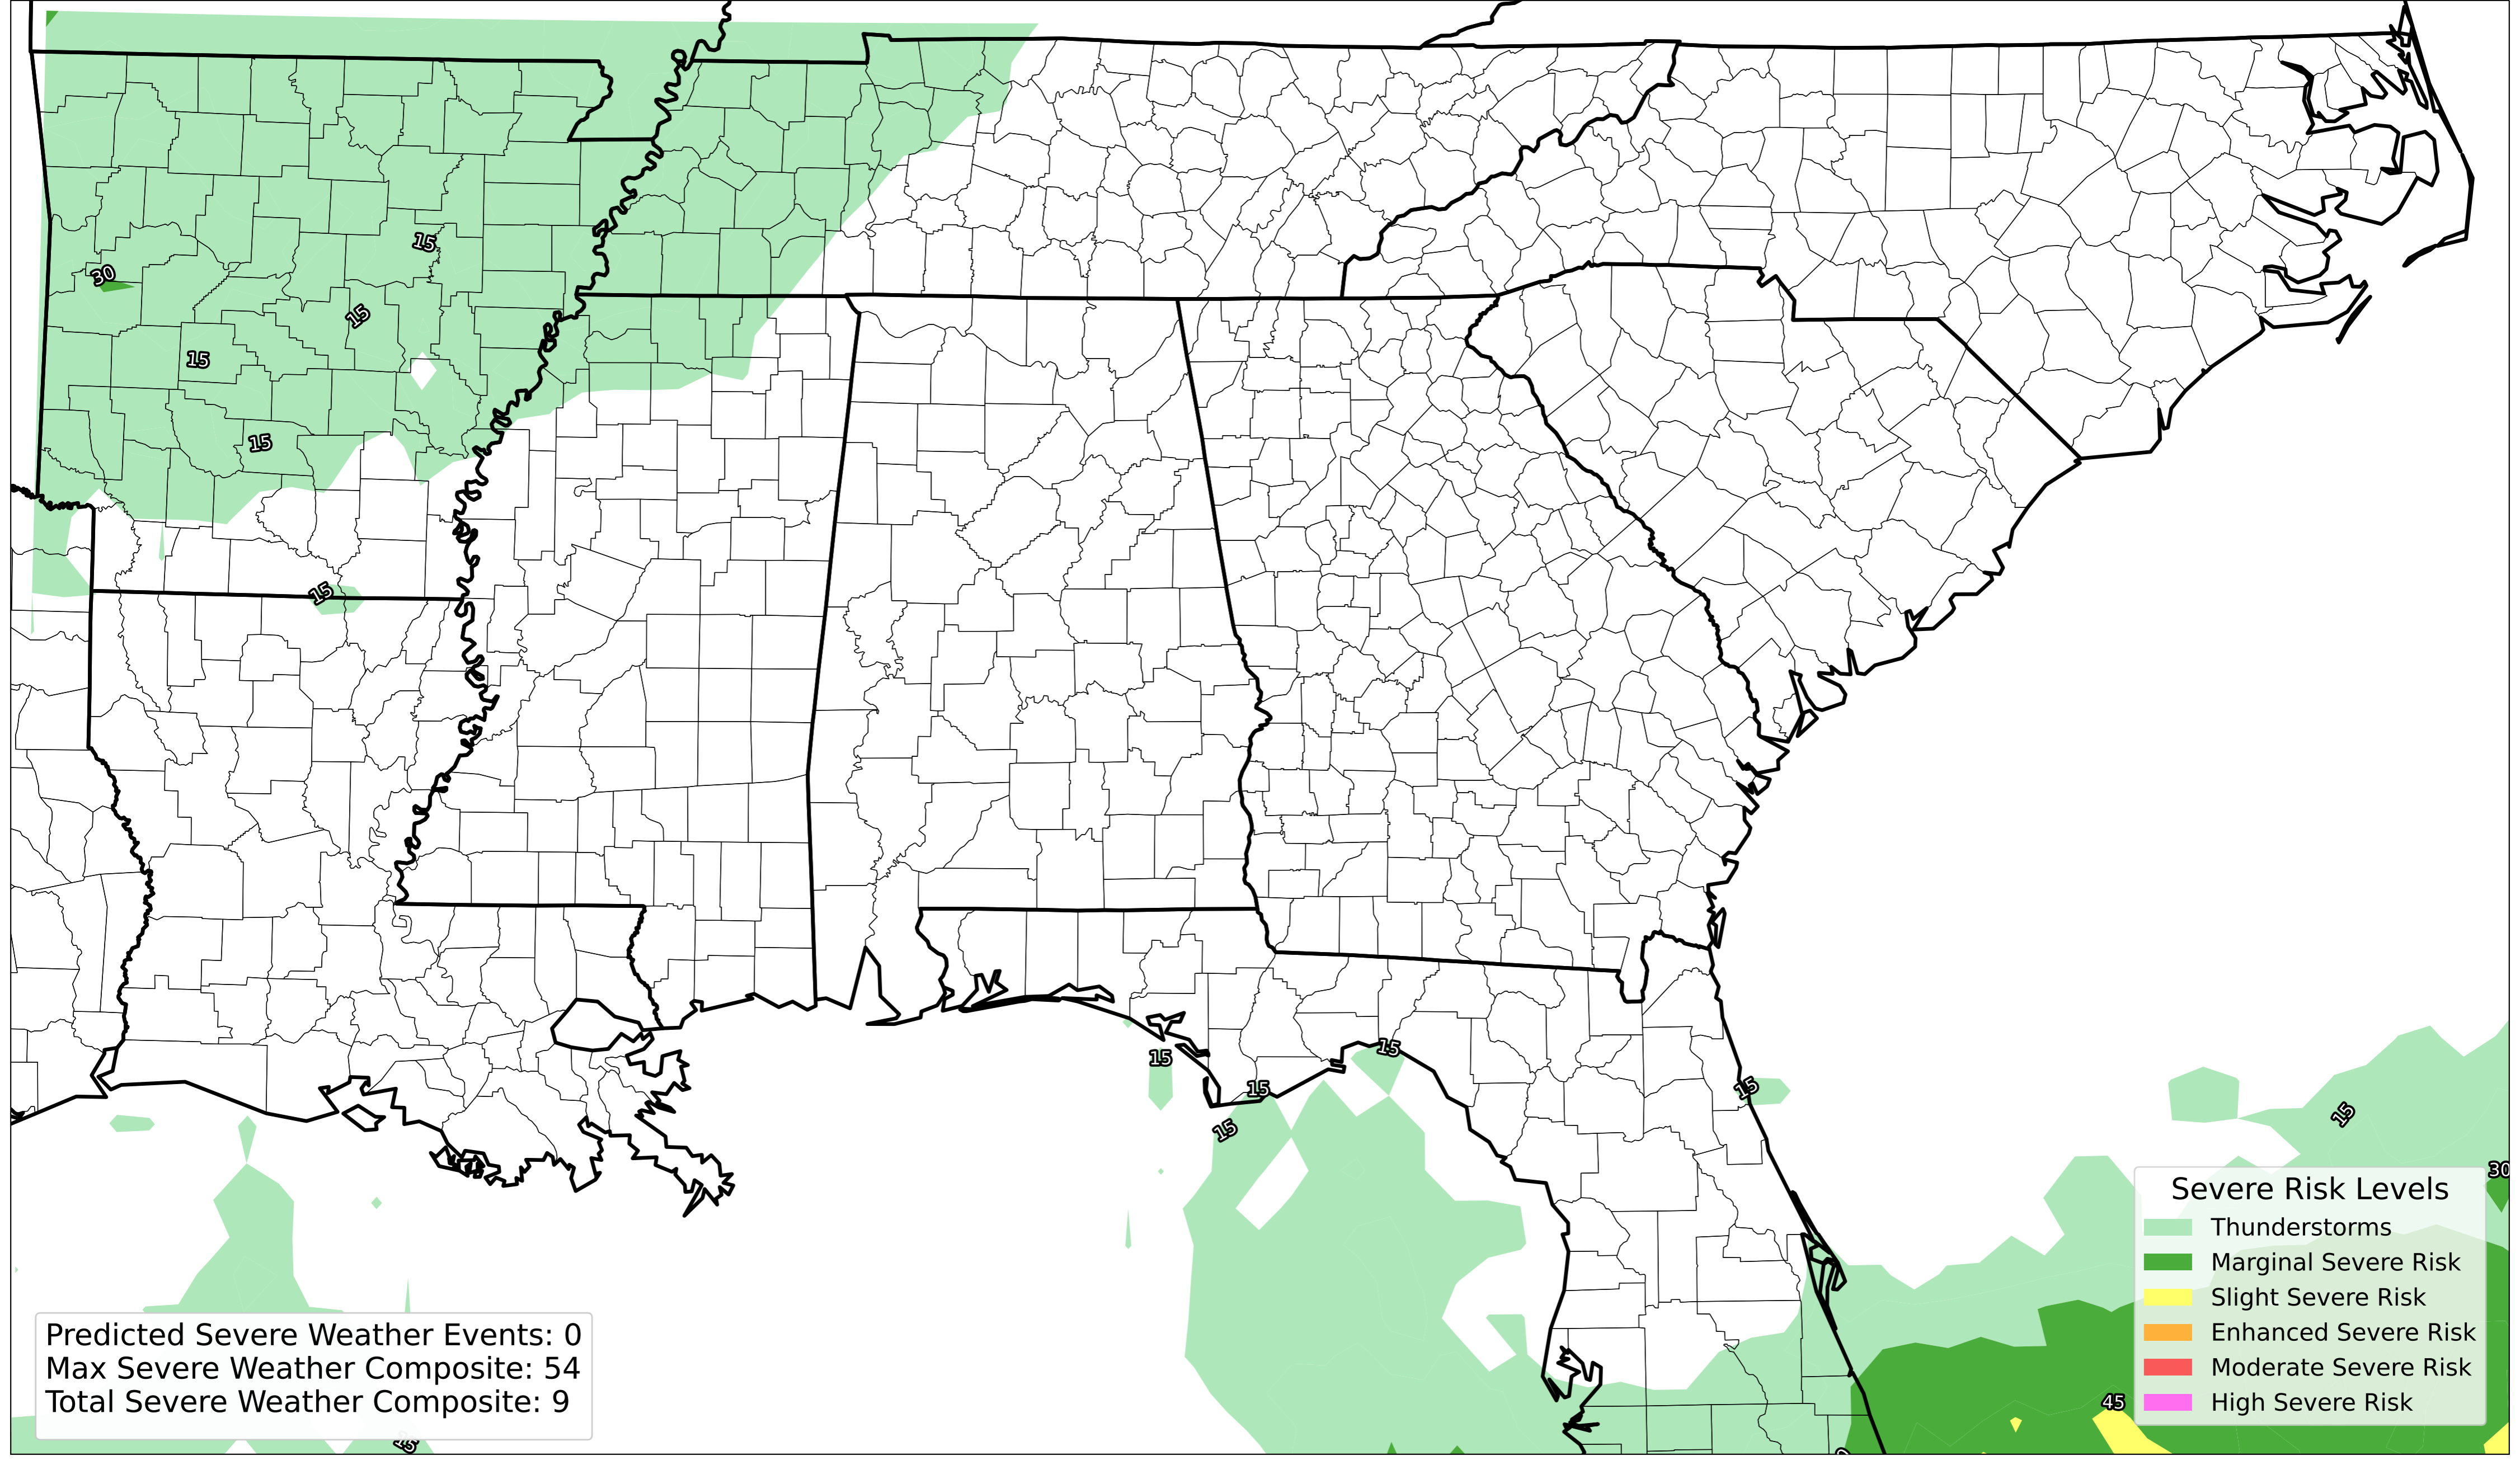 15
30
15
15
15
15
15
15
15
15
15
15
30
Severe Risk Levels
Thunderstorms
Marginal Severe Risk
Slight Severe Risk
Enhanced Severe Risk
Moderate Severe Risk
High Severe Risk
Predicted Severe Weather Events: 0
Max Severe Weather Composite: 54
Total Severe Weather Composite: 9
45